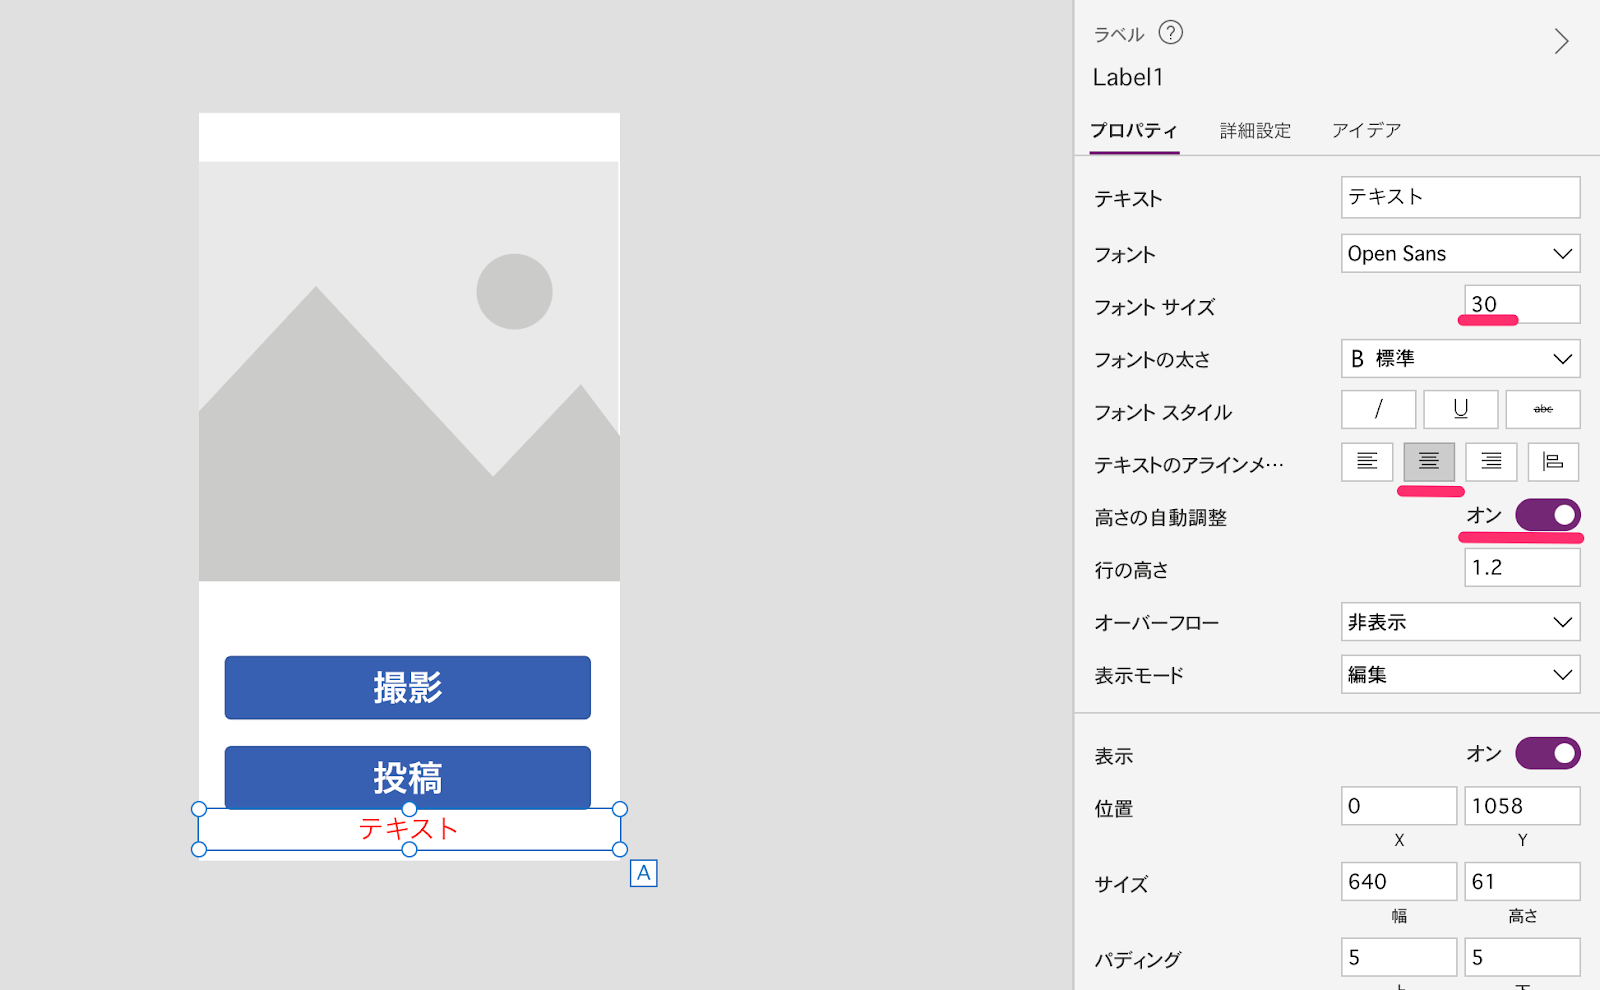 撮影
投稿
テキスト
A
ラベル ?
Label1
プロパティ 詳細設定 アイデア
テキスト テキスト
フォント Open Sans
フォント サイズ 30
フォントの太さ B 標準
フォント スタイル / U abc
テキストのアラインメ…
高さの自動調整 オン
行の高さ 1.2
オーバーフロー 非表示
表示モード 編集
表示 オン
位置 0 1058
X Y
サイズ 640 61
幅 高さ
パディング 5 5